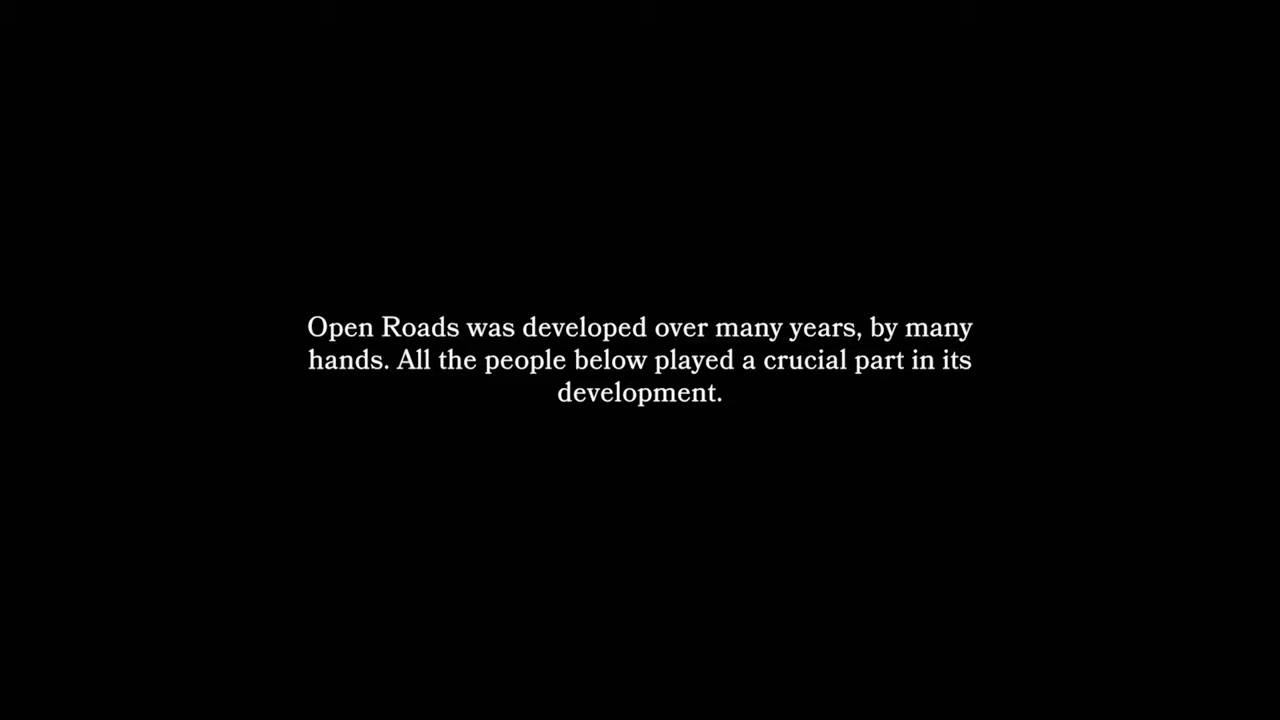 Open Roads was developed over many years, by many
hands. All the people below played a crucial part in its
development.